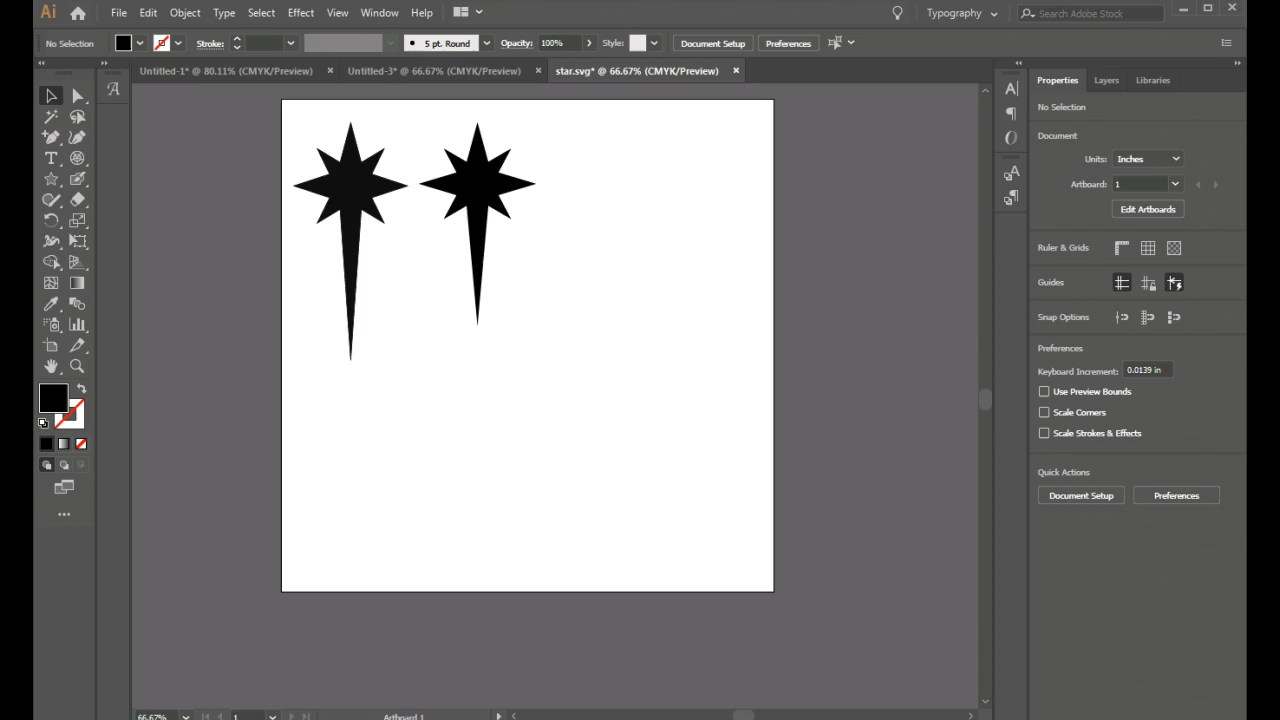 Ai File Edit Object Type Select Effect View Window Help Typography Search Adobe Stock
No Selection Stroke: 5 pt. Round Opacity: 100% Style: Document Setup Preferences
Untitled-1* @ 80.11% (CMYK/Preview) × Untitled-3* @ 66.67% (CMYK/Preview) × star.svg* @ 66.67% (CMYK/Preview) ×
Properties Layers Libraries
No Selection
Document
Units: Inches
Artboard: 1
Edit Artboards
Ruler & Grids
Guides
Snap Options
Preferences
Keyboard Increment: 0.0139 in
Use Preview Bounds
Scale Corners
Scale Strokes & Effects
Quick Actions
Document Setup Preferences
66.67% 1 Artboard 1